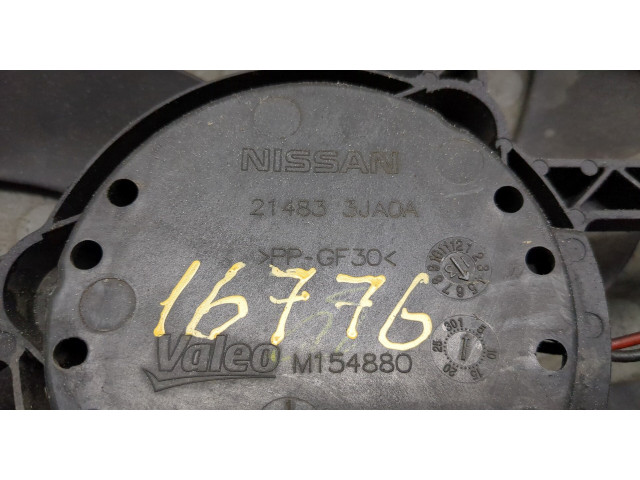 NISSAN
21483 3JA0A
>PP-GF30<
16776
Valeo M154880